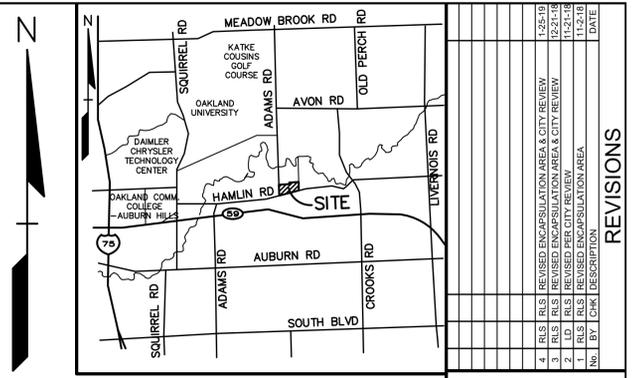 N
MEADOW BROOK RD
SQUIRREL RD
KATKE
COUSINS
GOLF
COURSE
ADAMS RD
OLD PERCH RD
OAKLAND
UNIVERSITY
AVON RD
DAIMLER
CHRYSLER
TECHNOLOGY
CENTER
LIVERNOIS RD
OAKLAND COMM.
COLLEGE
-AUBURN HILLS
HAMLIN RD
SITE
59
75
ADAMS RD
AUBURN RD
CROOKS RD
SQUIRREL RD
SOUTH BLVD
4 RLS RLS REVISED ENCAPSULATION AREA & CITY REVIEW 1-25-19
3 RLS RLS REVISED ENCAPSULATION AREA & CITY REVIEW 12-21-18
2 LD RLS REVISED PER CITY REVIEW 11-21-18
1 RLS RLS REVISED ENCAPSULATION AREA 11-2-18
No. BY CHK DESCRIPTION DATE
REVISIONS